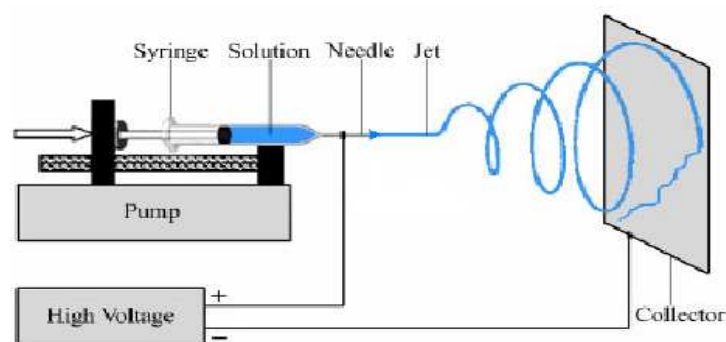 Syringe Solution Needle Jet
Pump
+
High Voltage
−
Collector